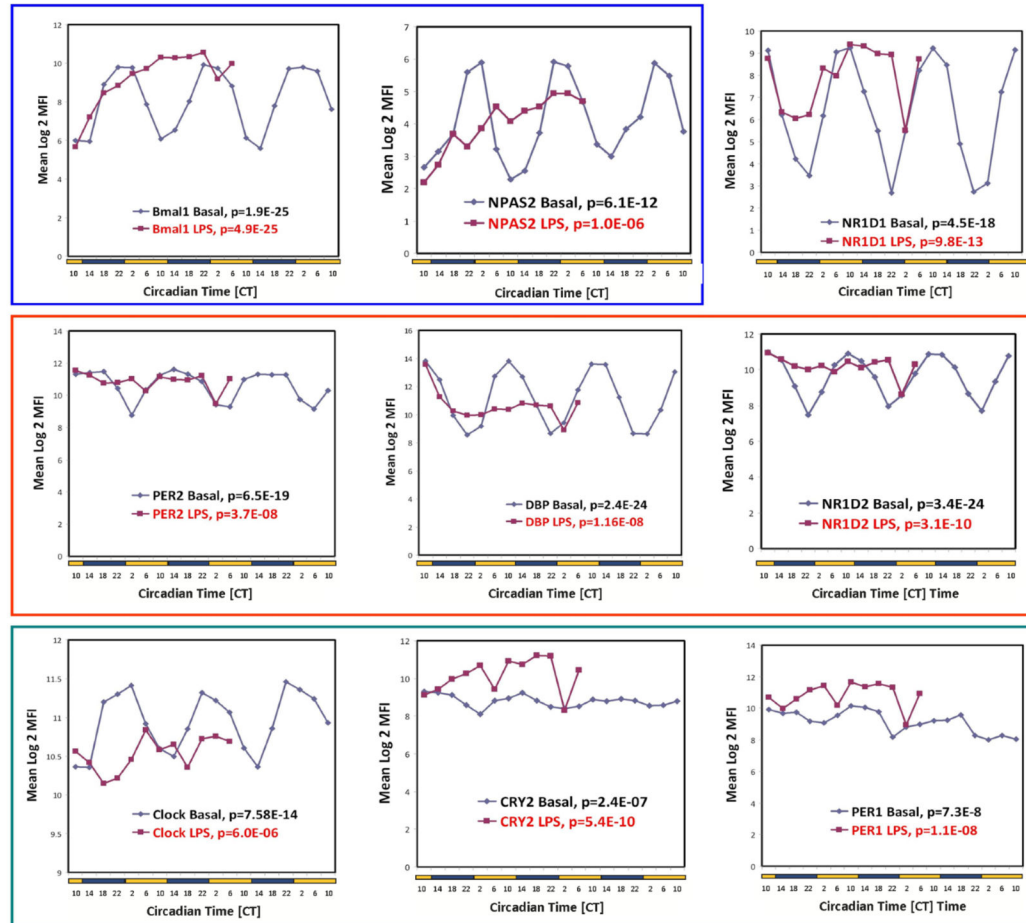 Mean Log 2 MFI
12
10
8
6
4
2
0
Bmal1 Basal, p=1.9E-25
Bmal1 LPS, p=4.9E-25
10 14 18 22 2 6 10 14 18 22 2 6 10 14 18 22 2 6 10
Circadian Time [CT]
Mean Log 2 MFI
7
6
5
4
3
2
1
0
NPAS2 Basal, p=6.1E-12
NPAS2 LPS, p=1.0E-06
10 14 18 22 2 6 10 14 18 22 2 6 10 14 18 22 2 6 10
Circadian Time [CT]
Mean Log 2 MFI
10
9
8
7
6
5
4
3
2
1
0
NR1D1 Basal, p=4.5E-18
NR1D1 LPS, p=9.8E-13
10 14 18 22 2 6 10 14 18 22 2 6 10 14 18 22 2 6 10
Circadian Time [CT]
Mean Log 2 MFI
14
12
10
8
6
4
2
0
PER2 Basal, p=6.5E-19
PER2 LPS, p=3.7E-08
10 14 18 22 2 6 10 14 18 22 2 6 10 14 18 22 2 6 10
Circadian Time [CT]
Mean Log 2 MFI
16
14
12
10
8
6
4
2
0
DBP Basal, p=2.4E-24
DBP LPS, p=1.16E-08
10 14 18 22 2 6 10 14 18 22 2 6 10 14 18 22 2 6 10
Circadian Time [CT]
Mean Log 2 MFI
12
10
8
6
4
2
0
NR1D2 Basal, p=3.4E-24
NR1D2 LPS, p=3.1E-10
10 14 18 22 2 6 10 14 18 22 2 6 10 14 18 22 2 6 10
Circadian Time [CT] Time
Mean Log 2 MFI
12
11.5
11
10.5
10
9.5
9
Clock Basal, p=7.58E-14
Clock LPS, p=6.0E-06
10 14 18 22 2 6 10 14 18 22 2 6 10 14 18 22 2 6 10
Circadian Time [CT]
Mean Log 2 MFI
12
10
8
6
4
2
0
CRY2 Basal, p=2.4E-07
CRY2 LPS, p=5.4E-10
10 14 18 22 2 6 10 14 18 22 2 6 10 14 18 22 2 6 10
Circadian Time [CT]
Mean Log 2 MFI
14
12
10
8
6
4
2
0
PER1 Basal, p=7.3E-8
PER1 LPS, p=1.1E-08
10 14 18 22 2 6 10 14 18 22 2 6 10 14 18 22 2 6 10
Circadian Time [CT]